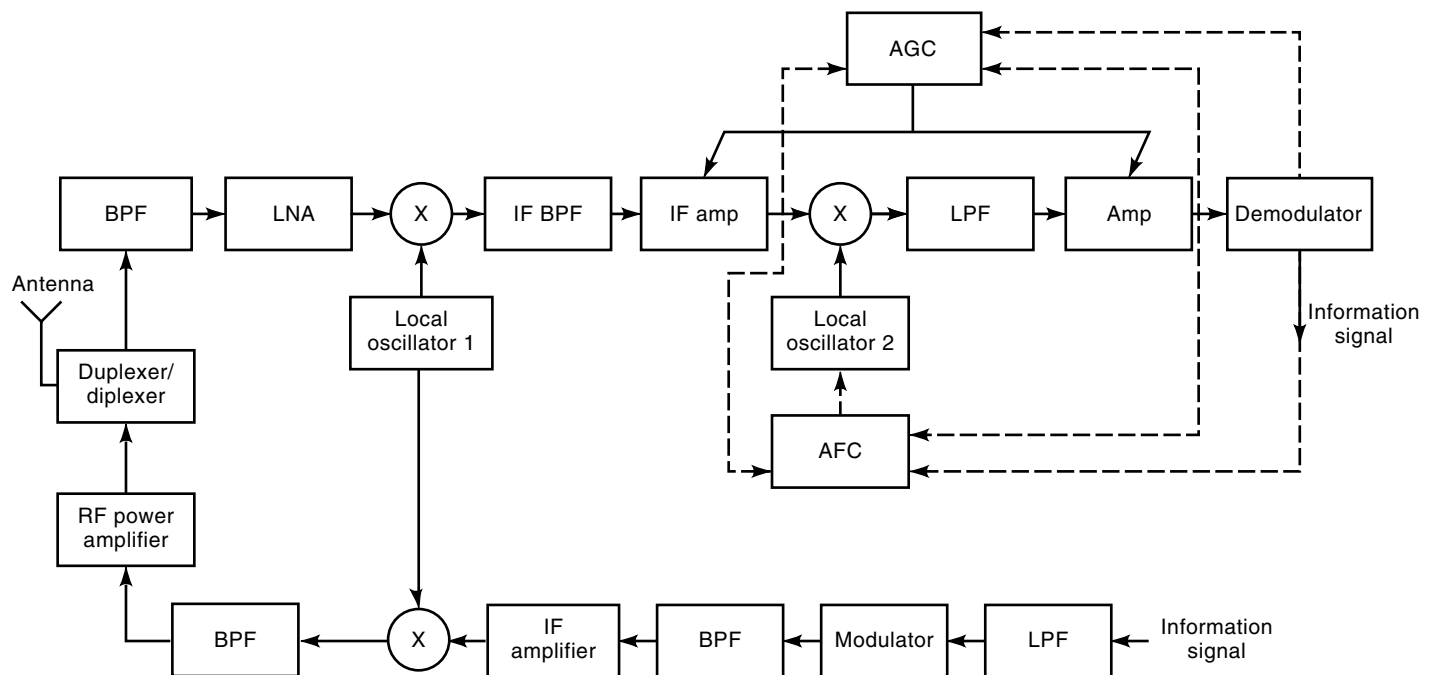 AGC
BPF
LNA
X
IF BPF
IF amp
X
LPF
Amp
Demodulator
Antenna
Local
oscillator 1
Local
oscillator 2
Information
signal
Duplexer/
diplexer
AFC
RF power
amplifier
BPF
X
IF
amplifier
BPF
Modulator
LPF
Information
signal